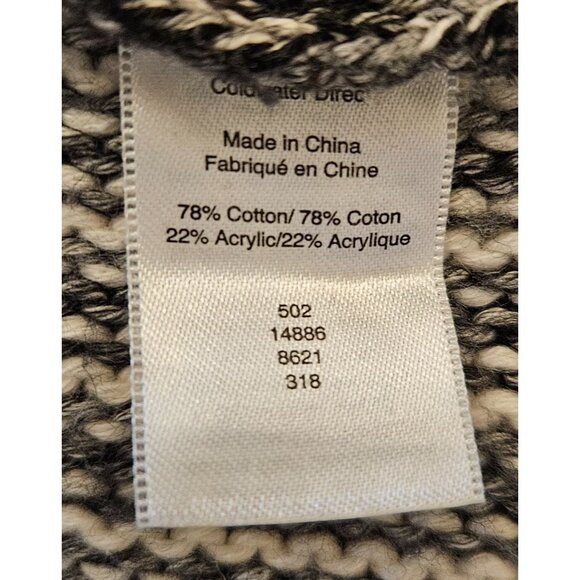 Coldwater Direc
Made in China
Fabriqué en Chine
78% Cotton/ 78% Coton
22% Acrylic/22% Acrylique
502
14886
8621
318